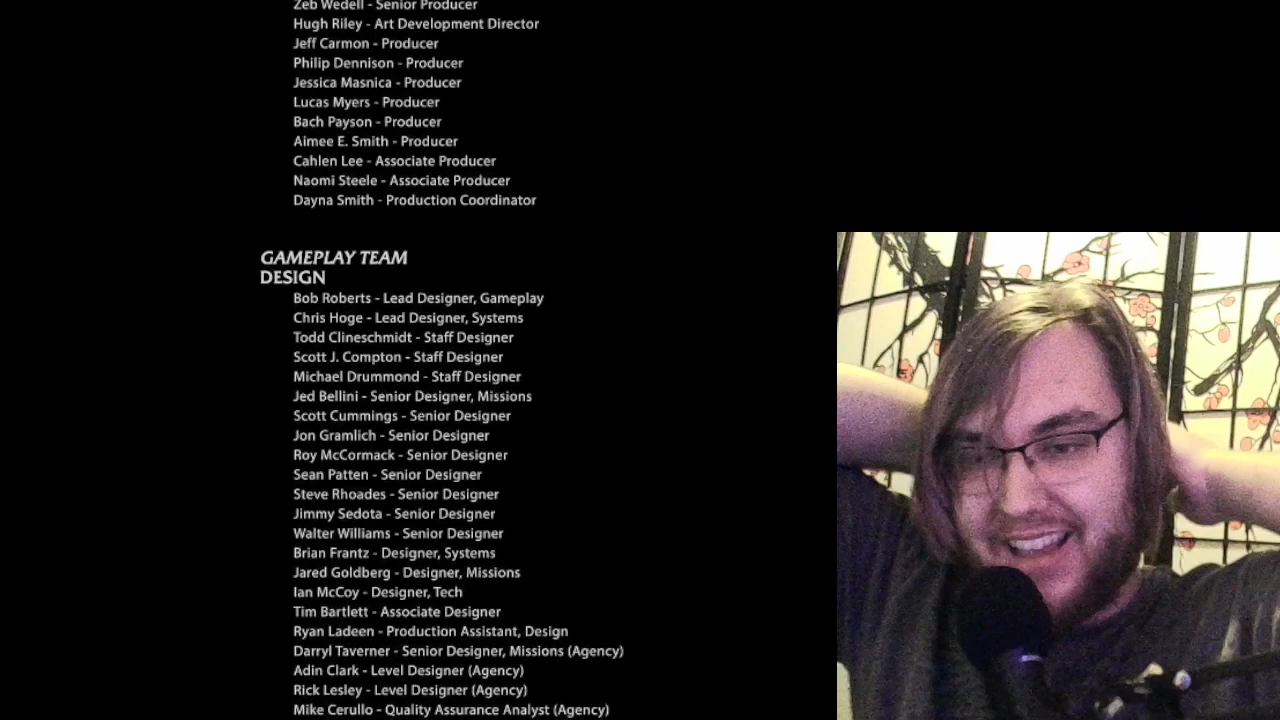 Zeb Wedell - Senior Producer
Hugh Riley - Art Development Director
Jeff Carmon - Producer
Philip Dennison - Producer
Jessica Masnica - Producer
Lucas Myers - Producer
Bach Payson - Producer
Aimee E. Smith - Producer
Cahlen Lee - Associate Producer
Naomi Steele - Associate Producer
Dayna Smith - Production Coordinator
GAMEPLAY TEAM
DESIGN
Bob Roberts - Lead Designer, Gameplay
Chris Hoge - Lead Designer, Systems
Todd Clineschmidt - Staff Designer
Scott J. Compton - Staff Designer
Michael Drummond - Staff Designer
Jed Bellini - Senior Designer, Missions
Scott Cummings - Senior Designer
Jon Gramlich - Senior Designer
Roy McCormack - Senior Designer
Sean Patten - Senior Designer
Steve Rhoades - Senior Designer
Jimmy Sedota - Senior Designer
Walter Williams - Senior Designer
Brian Frantz - Designer, Systems
Jared Goldberg - Designer, Missions
Ian McCoy - Designer, Tech
Tim Bartlett - Associate Designer
Ryan Ladeen - Production Assistant, Design
Darryl Taverner - Senior Designer, Missions (Agency)
Adin Clark - Level Designer (Agency)
Rick Lesley - Level Designer (Agency)
Mike Cerullo - Quality Assurance Analyst (Agency)